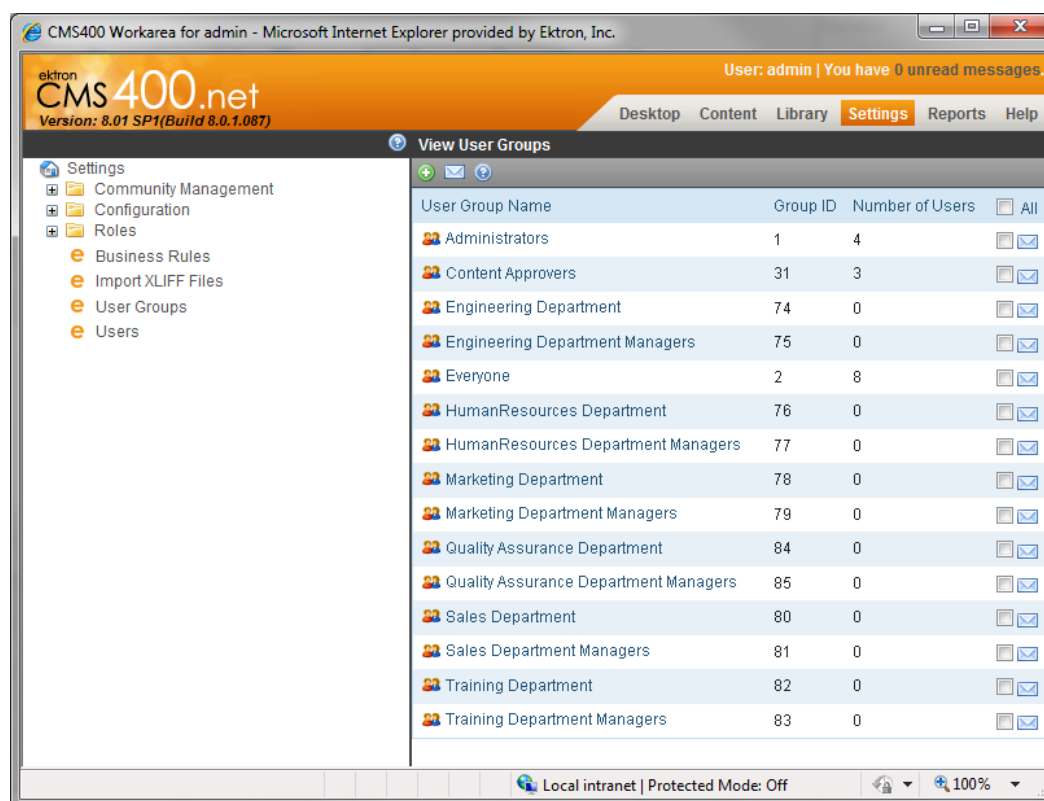 CMS400 Workarea for admin - Microsoft Internet Explorer provided by Ektron, Inc.
User: admin | You have 0 unread messages.
ektron
CMS400.net
Version: 8.01 SP1(Build 8.0.1.087)
Desktop Content Library Settings Reports Help
View User Groups
Settings
Community Management
Configuration
Roles
Business Rules
Import XLIFF Files
User Groups
Users
User Group Name Group ID Number of Users All
Administrators 1 4
Content Approvers 31 3
Engineering Department 74 0
Engineering Department Managers 75 0
Everyone 2 8
HumanResources Department 76 0
HumanResources Department Managers 77 0
Marketing Department 78 0
Marketing Department Managers 79 0
Quality Assurance Department 84 0
Quality Assurance Department Managers 85 0
Sales Department 80 0
Sales Department Managers 81 0
Training Department 82 0
Training Department Managers 83 0
Local intranet | Protected Mode: Off 100%